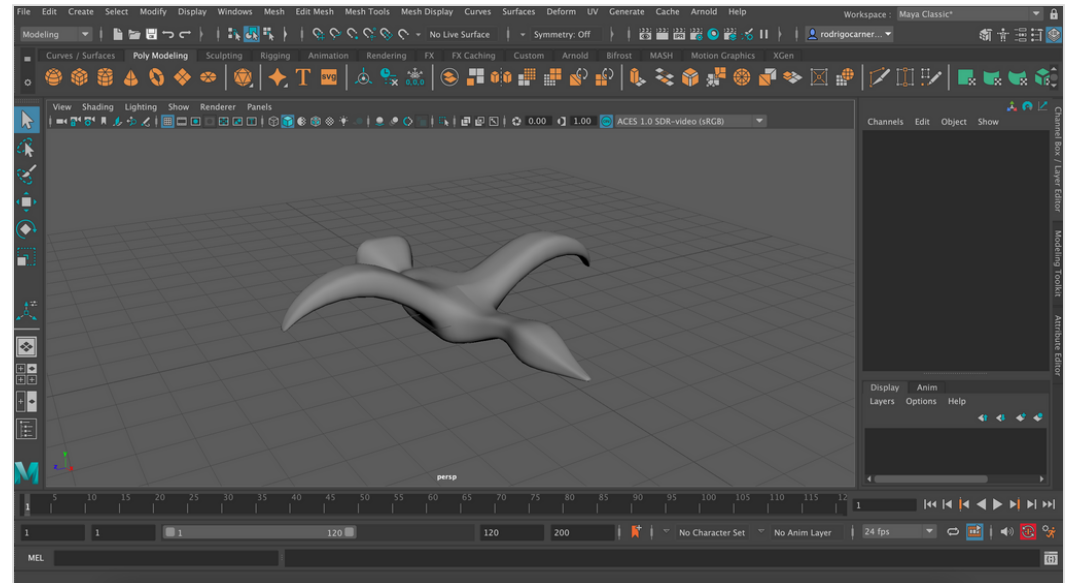 File Edit Create Select Modify Display Windows Mesh Edit Mesh Mesh Tools Mesh Display Curves Surfaces Deform UV Generate Cache Arnold Help Workspace : Maya Classic*
Modeling No Live Surface Symmetry: Off rodrigocarner...
Curves / Surfaces Poly Modeling Sculpting Rigging Animation Rendering FX FX Caching Custom Arnold Bifrost MASH Motion Graphics XGen
T svg
View Shading Lighting Show Renderer Panels
0.00 1.00 ACES 1.0 SDR-video (sRGB)
Channels Edit Object Show
Channel Box / Layer Editor
Modeling Toolkit
Attribute Editor
Display Anim
Layers Options Help
persp
5 10 15 20 25 30 35 40 45 50 55 60 65 70 75 80 85 90 95 100 105 110 115 12
1 1
1 1 1 120 120 200 No Character Set No Anim Layer 24 fps
MEL